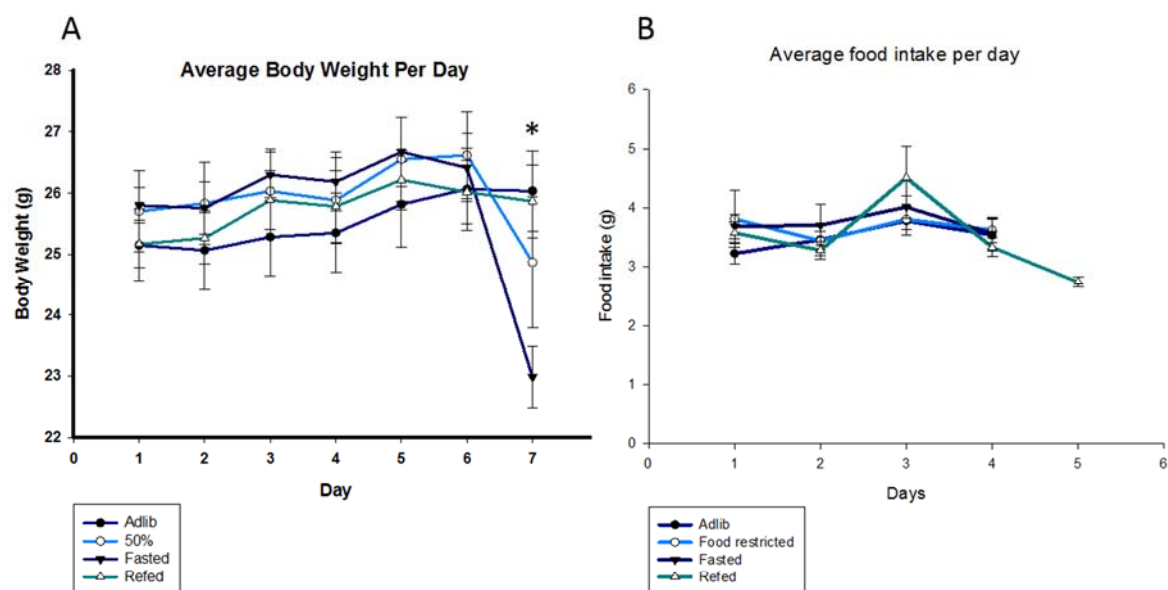 A
Average Body Weight Per Day
28
27
26
25
24
23
22
Body Weight (g)
*
0 1 2 3 4 5 6 7
Day
Adlib
50%
Fasted
Refed
B
Average food intake per day
6
5
4
3
2
1
0
Food intake (g)
0 1 2 3 4 5 6
Days
Adlib
Food restricted
Fasted
Refed